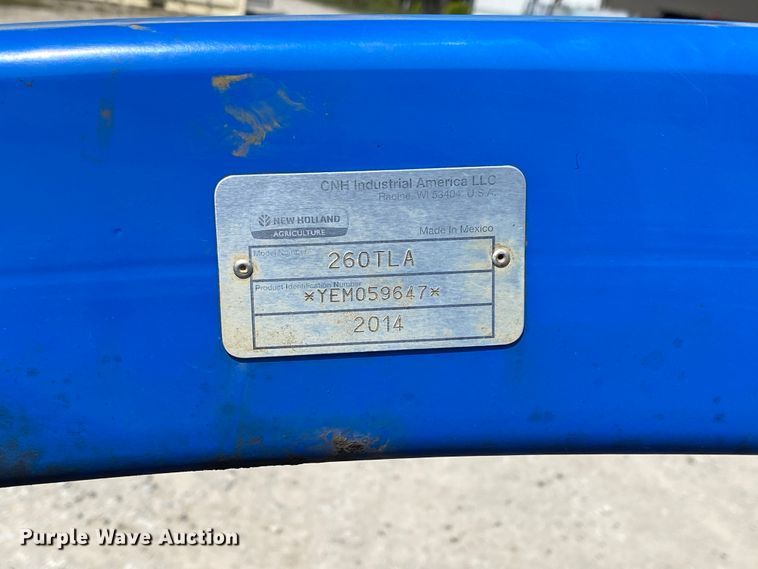 CNH Industrial America LLC
Racine, WI 53404 U.S.A.
NEW HOLLAND
AGRICULTURE
Made In Mexico
Model Number
260TLA
Product Identification Number
*YEM059647*
2014
Purple Wave Auction